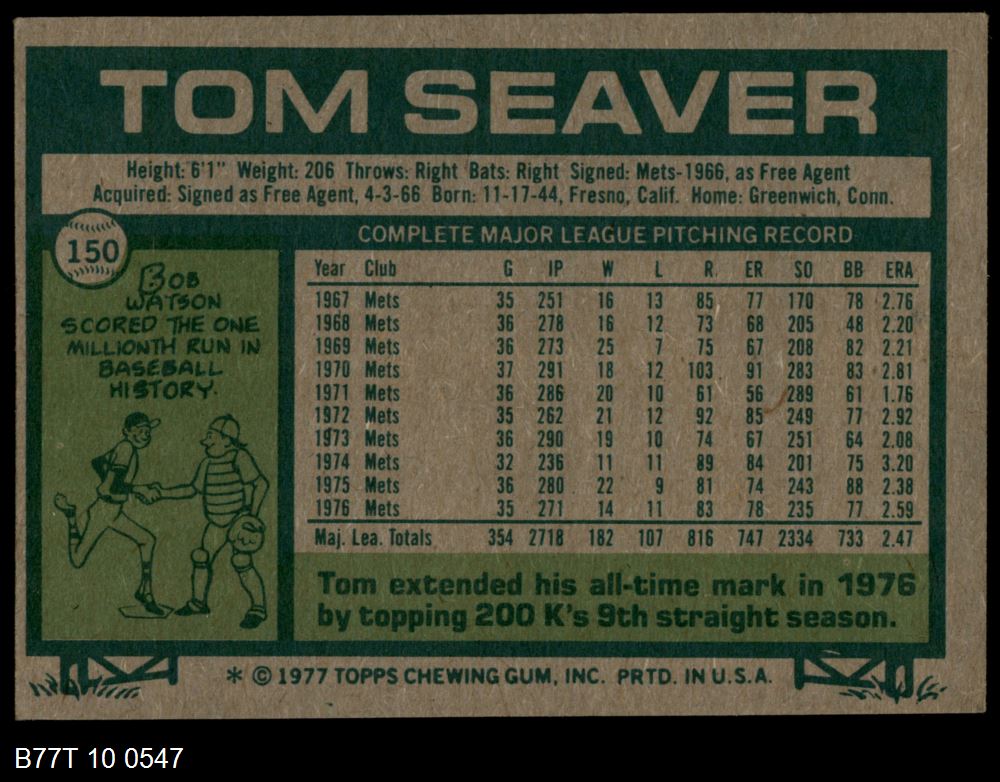 TOM SEAVER
Height: 6'1" Weight: 206 Throws: Right Bats: Right Signed: Mets-1966, as Free Agent
Acquired: Signed as Free Agent, 4-3-66 Born: 11-17-44, Fresno, Calif. Home: Greenwich, Conn.
150
BOB
WATSON
SCORED THE ONE
MILLIONTH RUN IN
BASEBALL
HISTORY.
COMPLETE MAJOR LEAGUE PITCHING RECORD
Year Club G IP W L R ER SO BB ERA
1967 Mets 35 251 16 13 85 77 170 78 2.76
1968 Mets 36 278 16 12 73 68 205 48 2.20
1969 Mets 36 273 25 7 75 67 208 82 2.21
1970 Mets 37 291 18 12 103 91 283 83 2.81
1971 Mets 36 286 20 10 61 56 289 61 1.76
1972 Mets 35 262 21 12 92 85 249 77 2.92
1973 Mets 36 290 19 10 74 67 251 64 2.08
1974 Mets 32 236 11 11 89 84 201 75 3.20
1975 Mets 36 280 22 9 81 74 243 88 2.38
1976 Mets 35 271 14 11 83 78 235 77 2.59
Maj. Lea. Totals 354 2718 182 107 816 747 2334 733 2.47
Tom extended his all-time mark in 1976
by topping 200 K's 9th straight season.
* © 1977 TOPPS CHEWING GUM, INC. PRTD. IN U.S.A.
B77T 10 0547